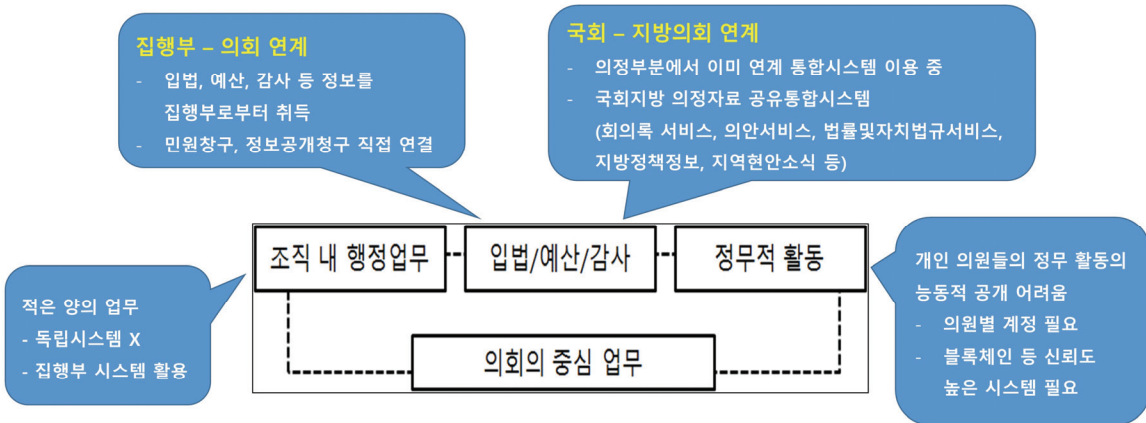 집행부 – 의회 연계
- 입법, 예산, 감사 등 정보를
집행부로부터 취득
- 민원창구, 정보공개청구 직접 연결
국회 – 지방의회 연계
- 의정부분에서 이미 연계 통합시스템 이용 중
- 국회지방 의정자료 공유통합시스템
(회의록 서비스, 의안서비스, 법률및자치법규서비스,
지방정책정보, 지역현안소식 등)
조직 내 행정업무
입법/예산/감사
정무적 활동
의회의 중심 업무
적은 양의 업무
- 독립시스템 X
- 집행부 시스템 활용
개인 의원들의 정무 활동의
능동적 공개 어려움
- 의원별 계정 필요
- 블록체인 등 신뢰도
높은 시스템 필요